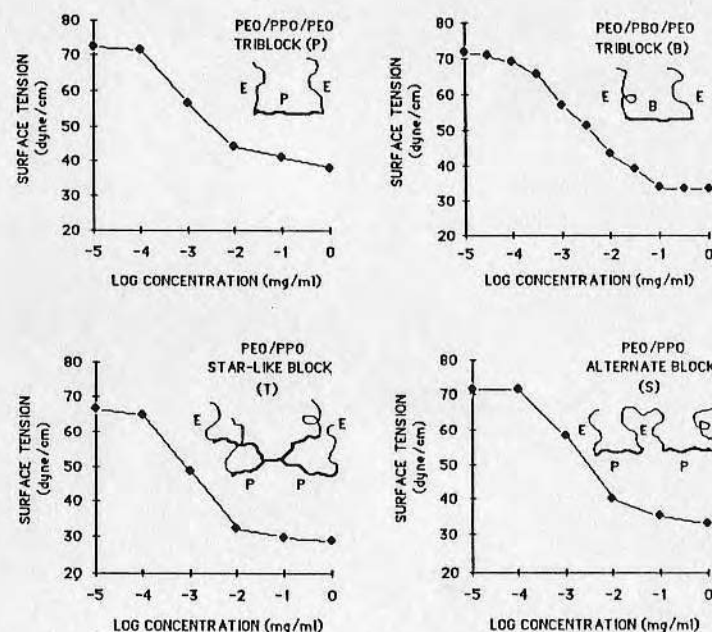 PEO/PPO/PEO
TRIBLOCK (P)
E
P
E
SURFACE TENSION
(dyne/cm)
80
70
60
50
40
30
20
-5
-4
-3
-2
-1
0
LOG CONCENTRATION (mg/ml)
PEO/PBO/PEO
TRIBLOCK (B)
E
B
E
SURFACE TENSION
(dyne/cm)
80
70
60
50
40
30
20
-5
-4
-3
-2
-1
0
LOG CONCENTRATION (mg/ml)
PEO/PPO
STAR-LIKE BLOCK
(T)
E
E
P
P
SURFACE TENSION
(dyne/cm)
80
70
60
50
40
30
20
-5
-4
-3
-2
-1
0
LOG CONCENTRATION (mg/ml)
PEO/PPO
ALTERNATE BLOCK
(S)
E
E
P
P
SURFACE TENSION
(dyne/cm)
80
70
60
50
40
30
20
-5
-4
-3
-2
-1
0
LOG CONCENTRATION (mg/ml)